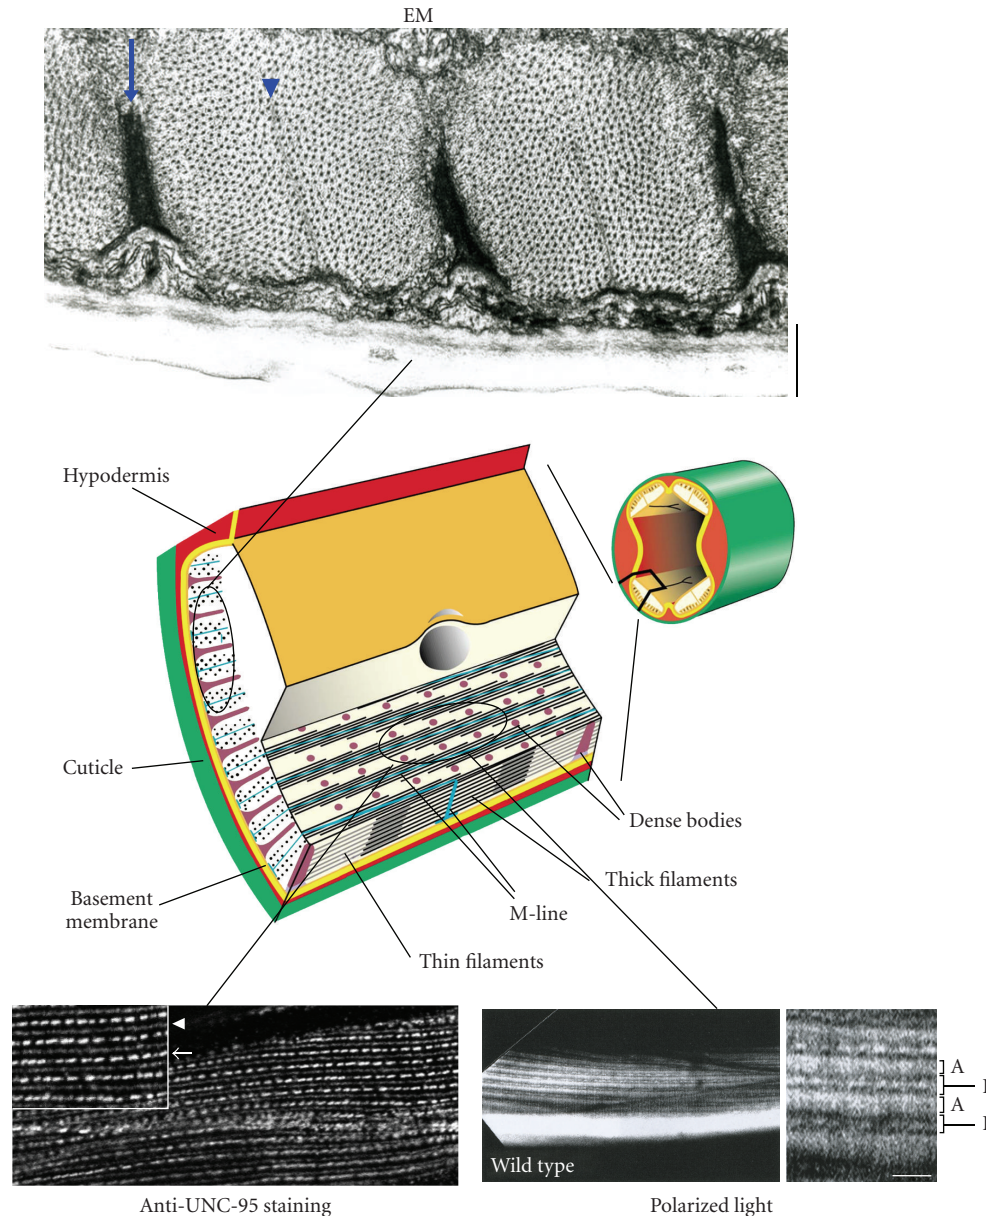 EM
Hypodermis
Cuticle
Basement
membrane
Dense bodies
Thick filaments
M-line
Thin filaments
A
I
A
I
Wild type
Anti-UNC-95 staining
Polarized light